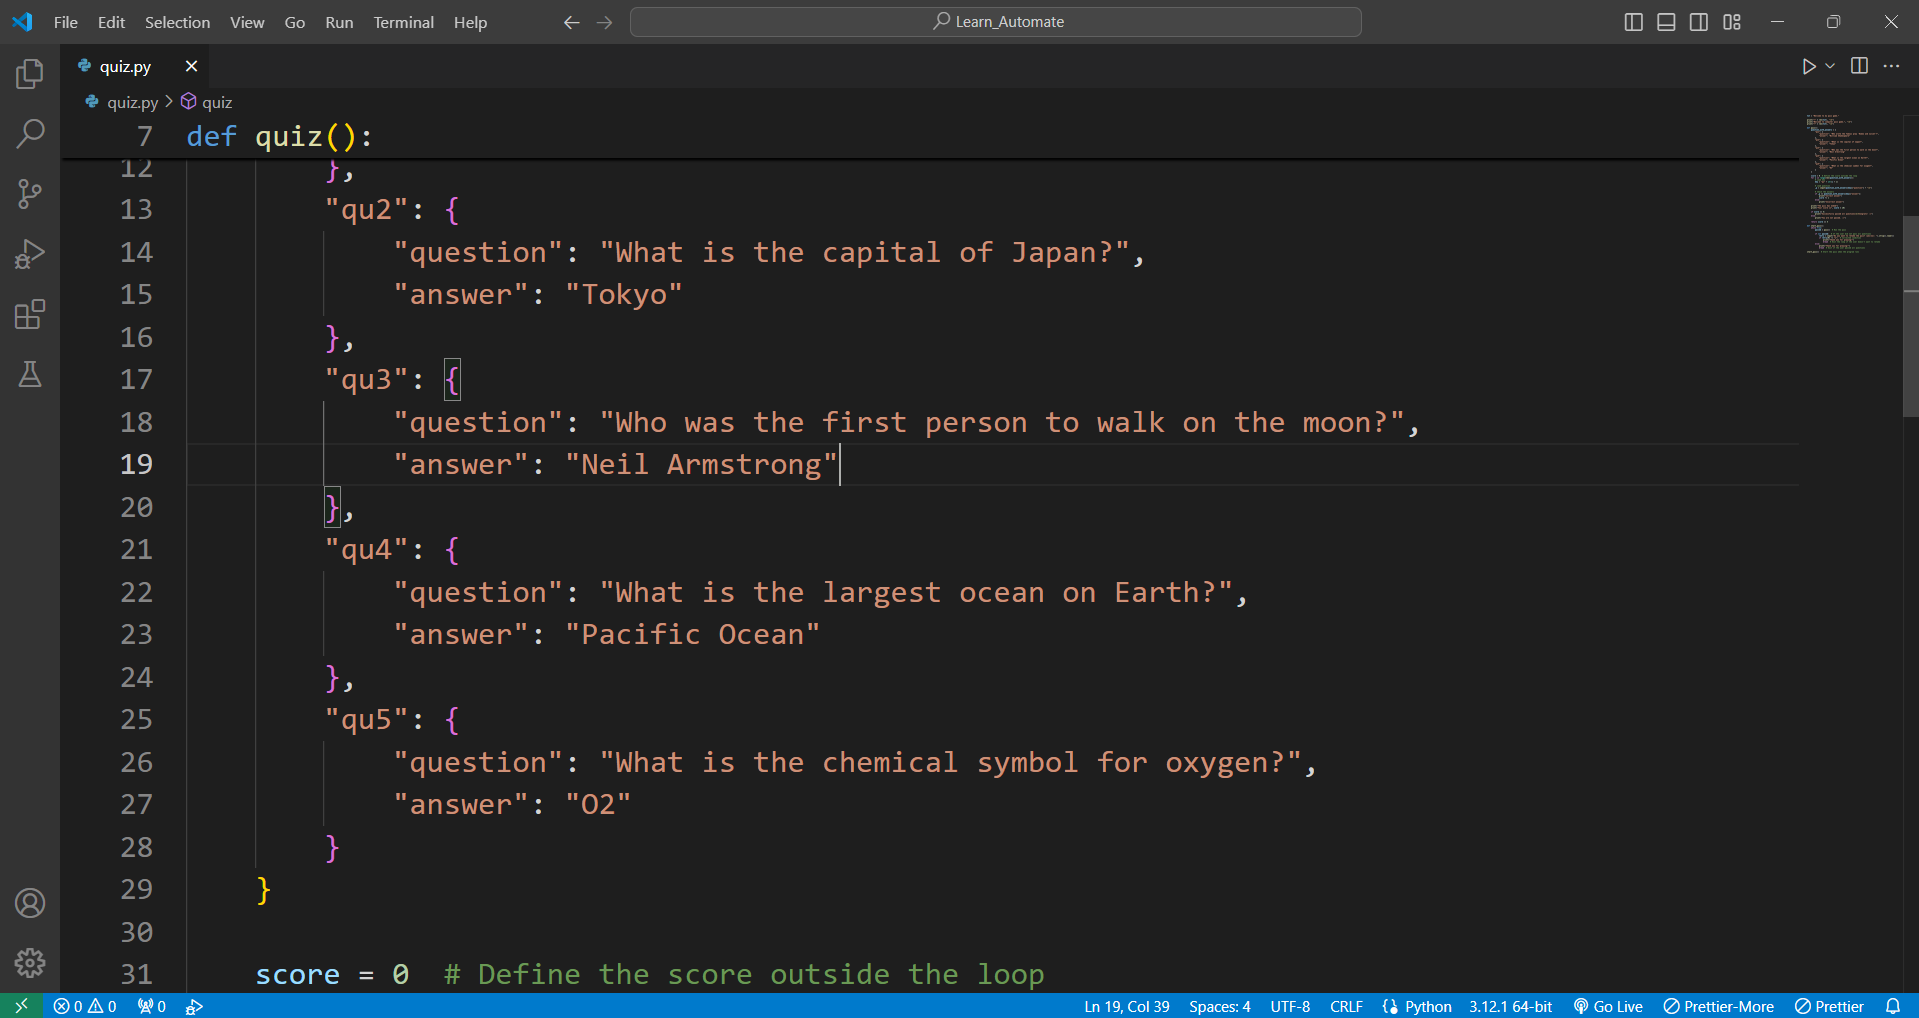 File Edit Selection View Go Run Terminal Help Learn_Automate
quiz.py
quiz.py > quiz
7 def quiz():
12 },
13 "qu2": {
14 "question": "What is the capital of Japan?",
15 "answer": "Tokyo"
16 },
17 "qu3": {
18 "question": "Who was the first person to walk on the moon?",
19 "answer": "Neil Armstrong"
20 },
21 "qu4": {
22 "question": "What is the largest ocean on Earth?",
23 "answer": "Pacific Ocean"
24 },
25 "qu5": {
26 "question": "What is the chemical symbol for oxygen?",
27 "answer": "O2"
28 }
29 }
30
31 score = 0 # Define the score outside the loop
0 0 0 Ln 19, Col 39 Spaces: 4 UTF-8 CRLF Python 3.12.1 64-bit Go Live Prettier-More Prettier